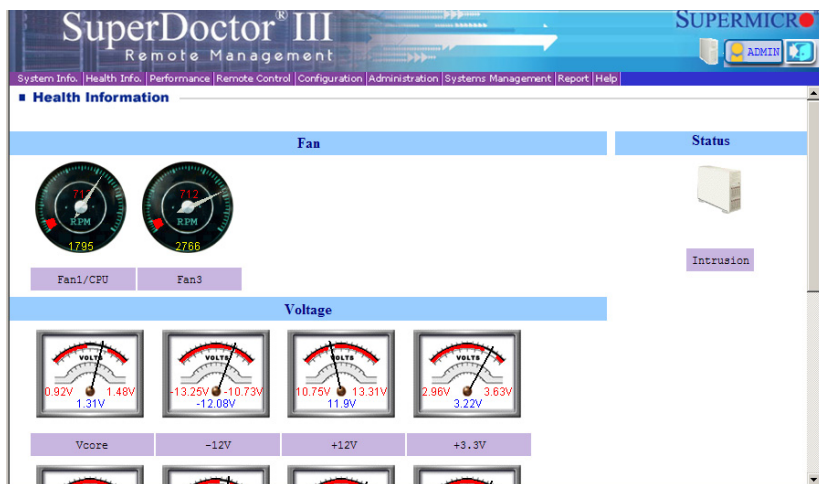 SuperDoctor® III
Remote Management
SUPERMICRO
ADMIN
System Info. Health Info. Performance Remote Control Configuration Administration Systems Management Report Help
Health Information
Fan
Status
712
RPM
1795
712
RPM
2766
Fan1/CPU
Fan3
Intrusion
Voltage
VOLTS
0.92V 1.48V
1.31V
VOLTS
-13.25V -10.73V
-12.08V
VOLTS
10.75V 13.31V
11.9V
VOLTS
2.96V 3.63V
3.22V
Vcore
-12V
+12V
+3.3V